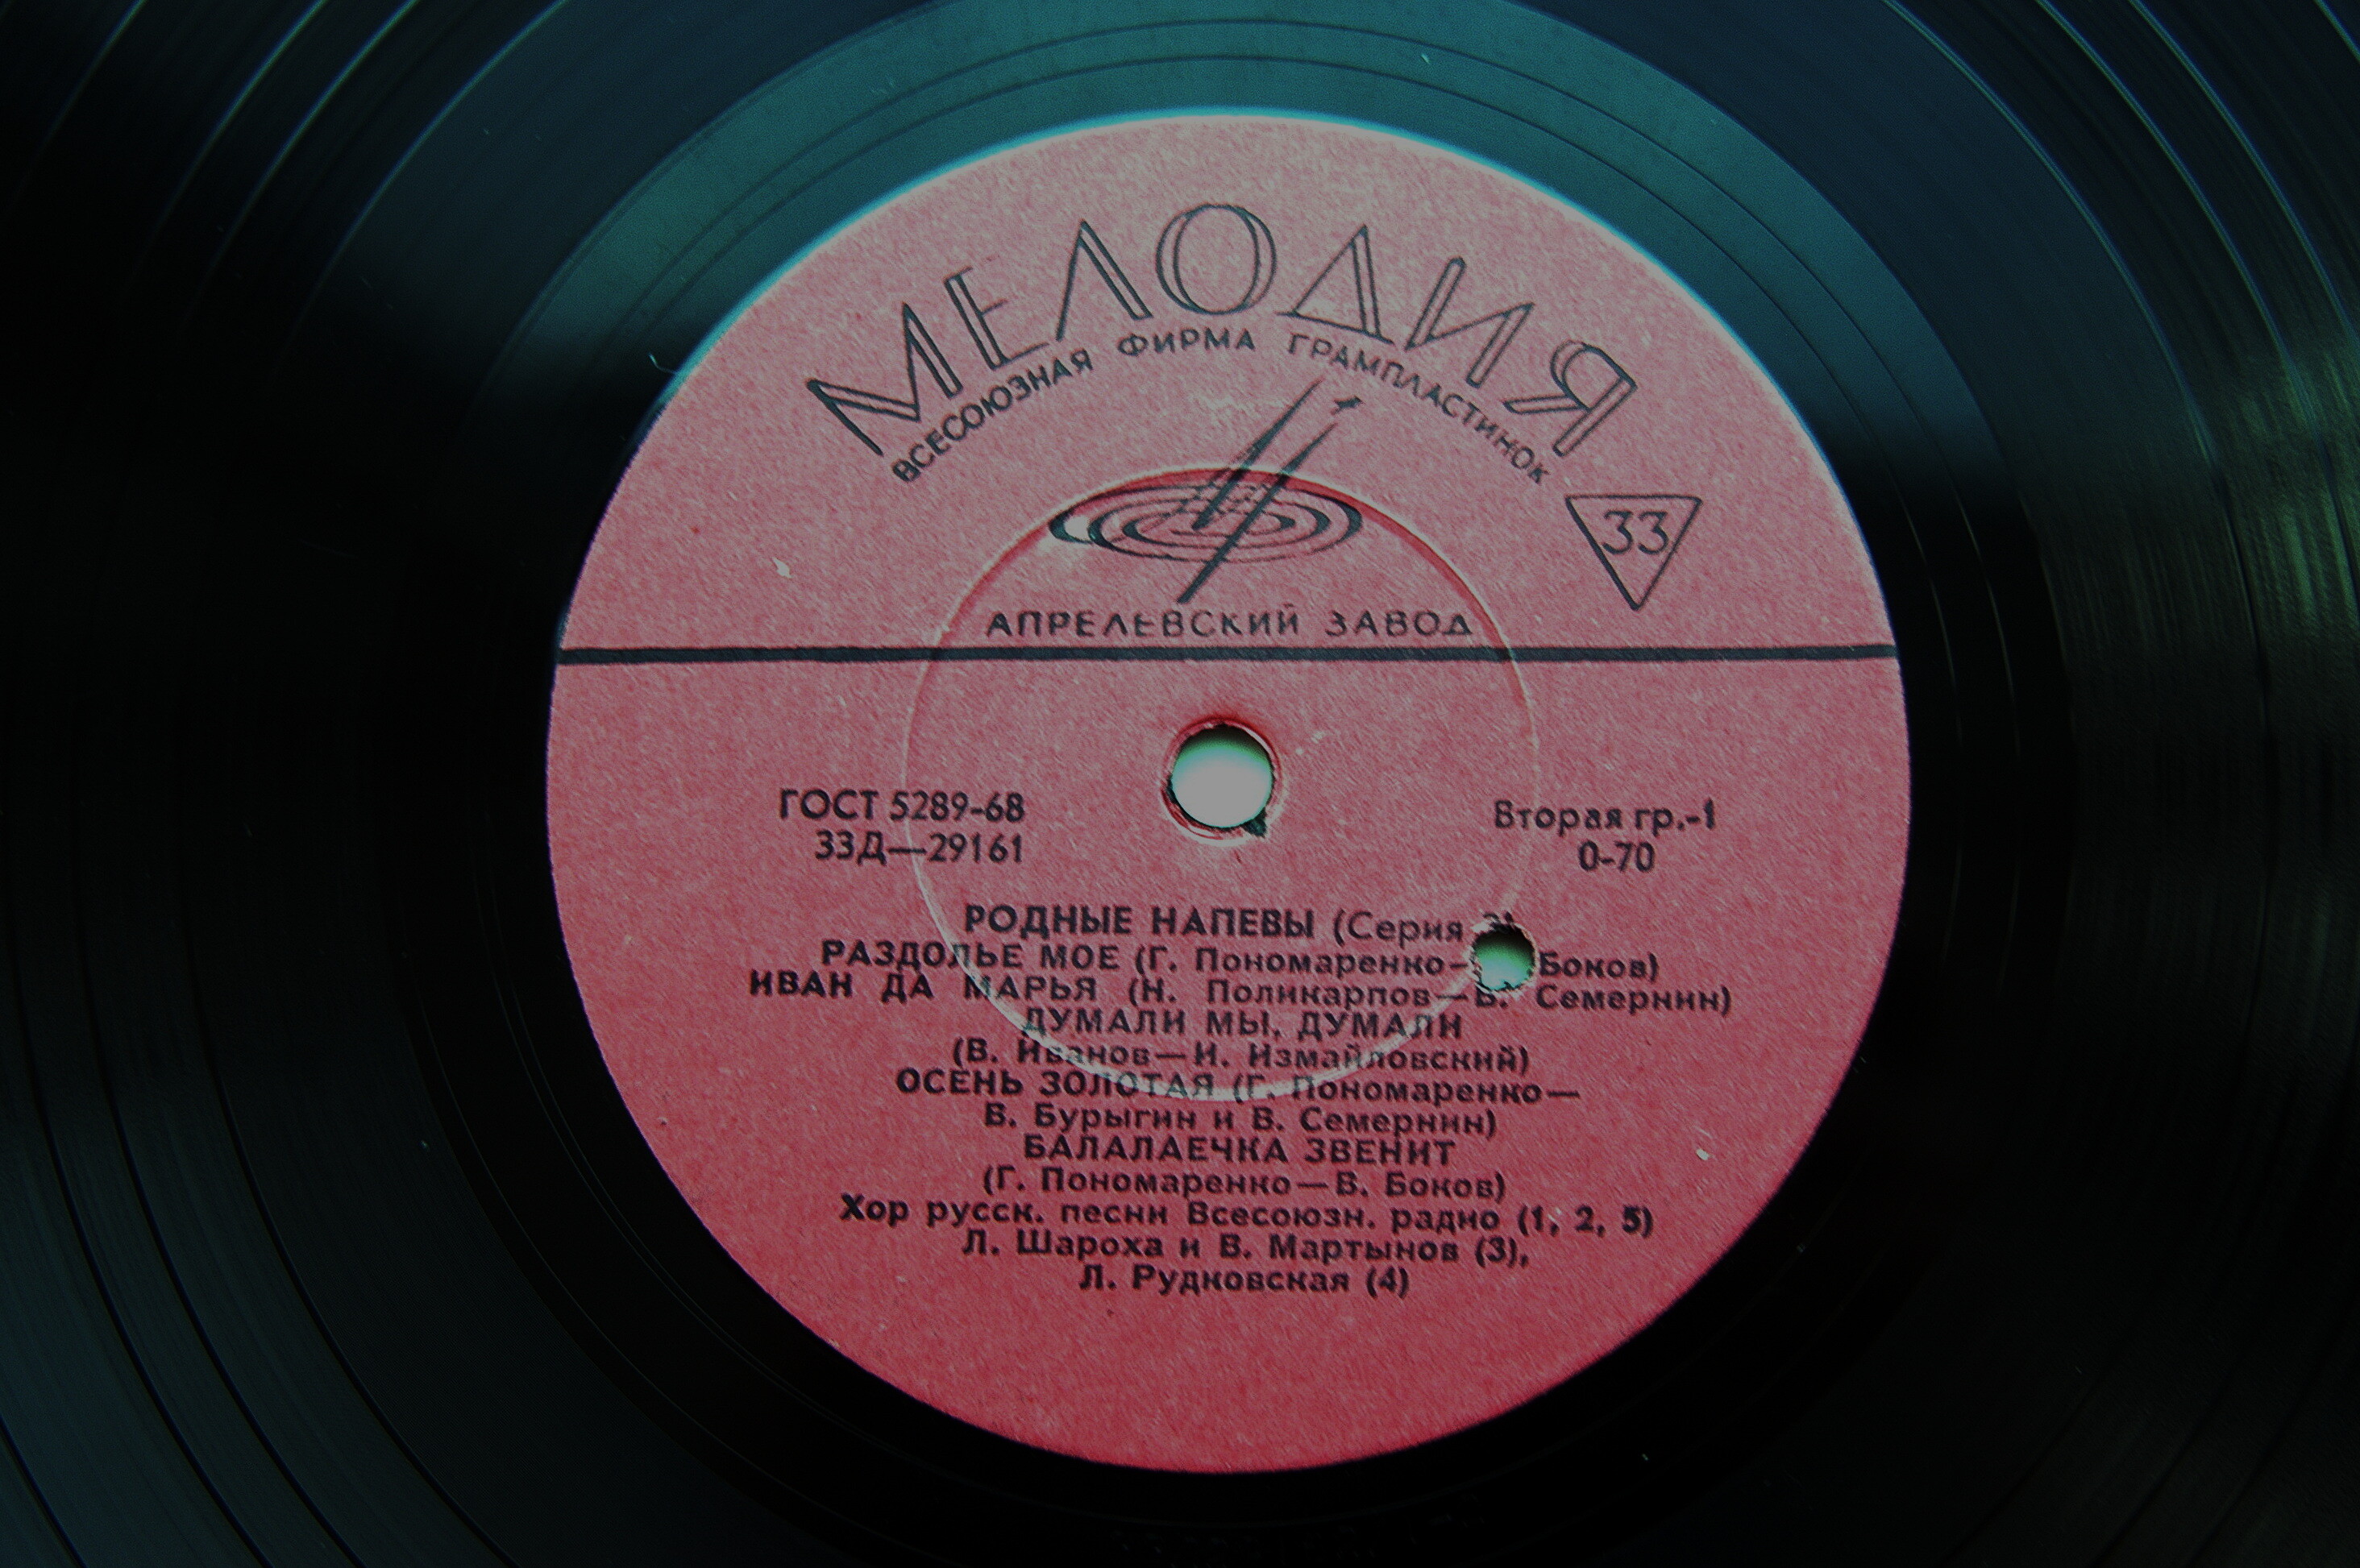 МЕЛОДИЯ
ВСЕСОЮЗНАЯ ФИРМА ГРАМПЛАСТИНОК
33
АПРЕЛЕВСКИЙ ЗАВОД
ГОСТ 5289-68
33Д—29161
Вторая гр.-1
0-70
РОДНЫЕ НАПЕВЫ (Серия
РАЗДОЛЬЕ МОЕ (Г. Пономаренко— Боков)
ИВАН ДА МАРЬЯ (Н. Поликарпов—В. Семернин)
ДУМАЛИ МЫ, ДУМАЛИ
(В. Иванов—И. Измайловский)
ОСЕНЬ ЗОЛОТАЯ (Г. Пономаренко—
В. Бурыгин и В. Семернин)
БАЛАЛАЕЧКА ЗВЕНИТ
(Г. Пономаренко—В. Боков)
Хор русск. песни Всесоюзн. радио (1, 2, 5)
Л. Шароха и В. Мартынов (3),
Л. Рудковская (4)